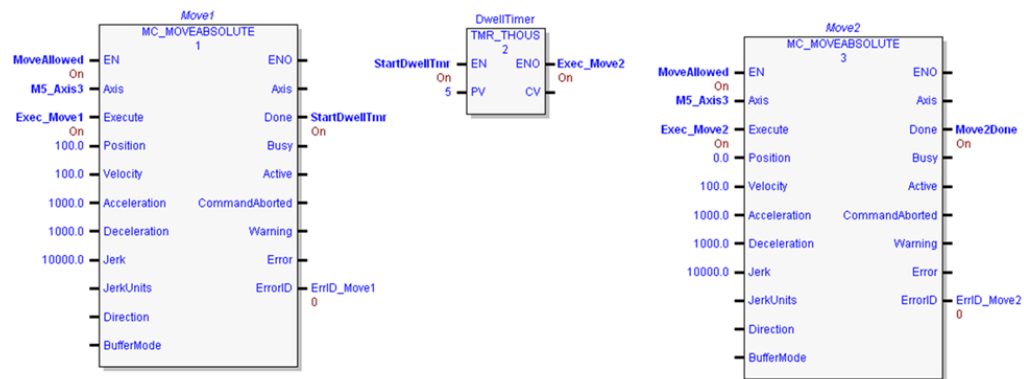 Move1
MC_MOVEABSOLUTE
1
MoveAllowed EN ENO
On
M5_Axis3 Axis Axis
Exec_Move1 Execute Done StartDwellTmr
On On
100.0 Position Busy
100.0 Velocity Active
1000.0 Acceleration CommandAborted
1000.0 Deceleration Warning
10000.0 Jerk Error
JerkUnits ErrorID ErrID_Move1
0
Direction
BufferMode
DwellTimer
TMR_THOUS
2
StartDwellTmr EN ENO Exec_Move2
On On
5 PV CV
Move2
MC_MOVEABSOLUTE
3
MoveAllowed EN ENO
On
M5_Axis3 Axis Axis
Exec_Move2 Execute Done Move2Done
On On
0.0 Position Busy
100.0 Velocity Active
1000.0 Acceleration CommandAborted
1000.0 Deceleration Warning
10000.0 Jerk Error
JerkUnits ErrorID ErrID_Move2
0
Direction
BufferMode